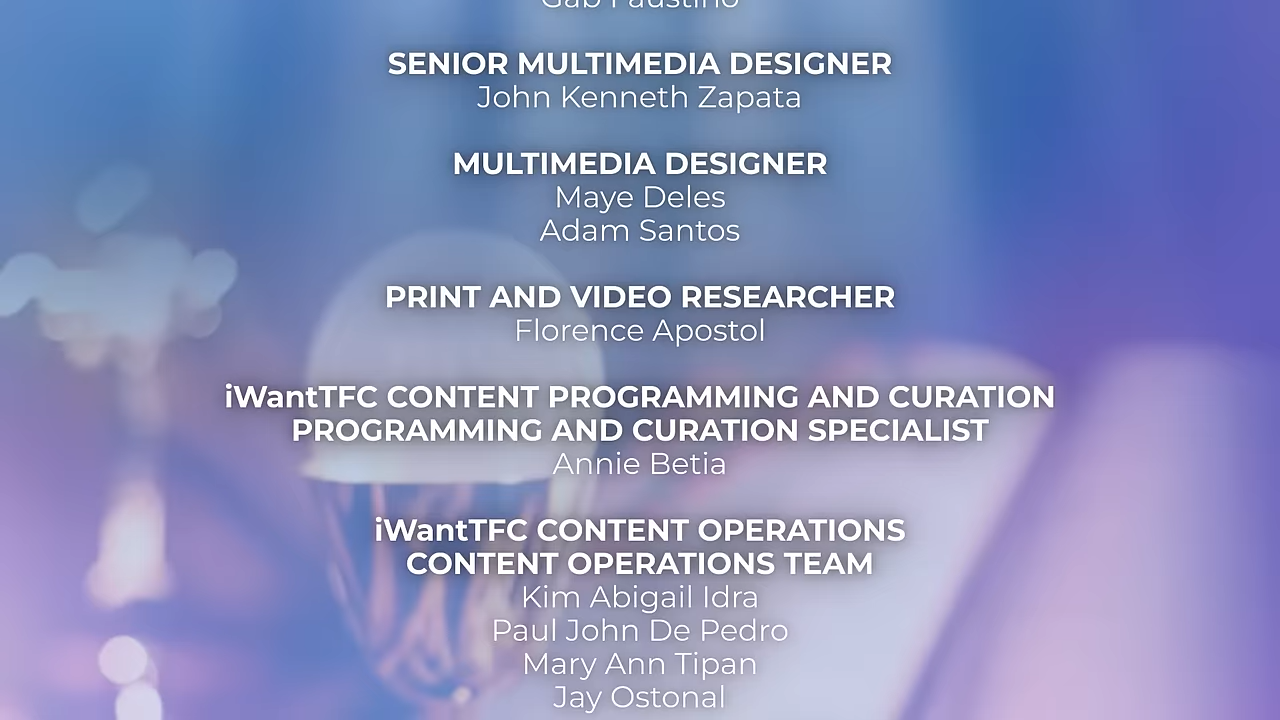 Gab Faustino
SENIOR MULTIMEDIA DESIGNER
John Kenneth Zapata
MULTIMEDIA DESIGNER
Maye Deles
Adam Santos
PRINT AND VIDEO RESEARCHER
Florence Apostol
iWantTFC CONTENT PROGRAMMING AND CURATION
PROGRAMMING AND CURATION SPECIALIST
Annie Betia
iWantTFC CONTENT OPERATIONS
CONTENT OPERATIONS TEAM
Kim Abigail Idra
Paul John De Pedro
Mary Ann Tipan
Jay Ostonal